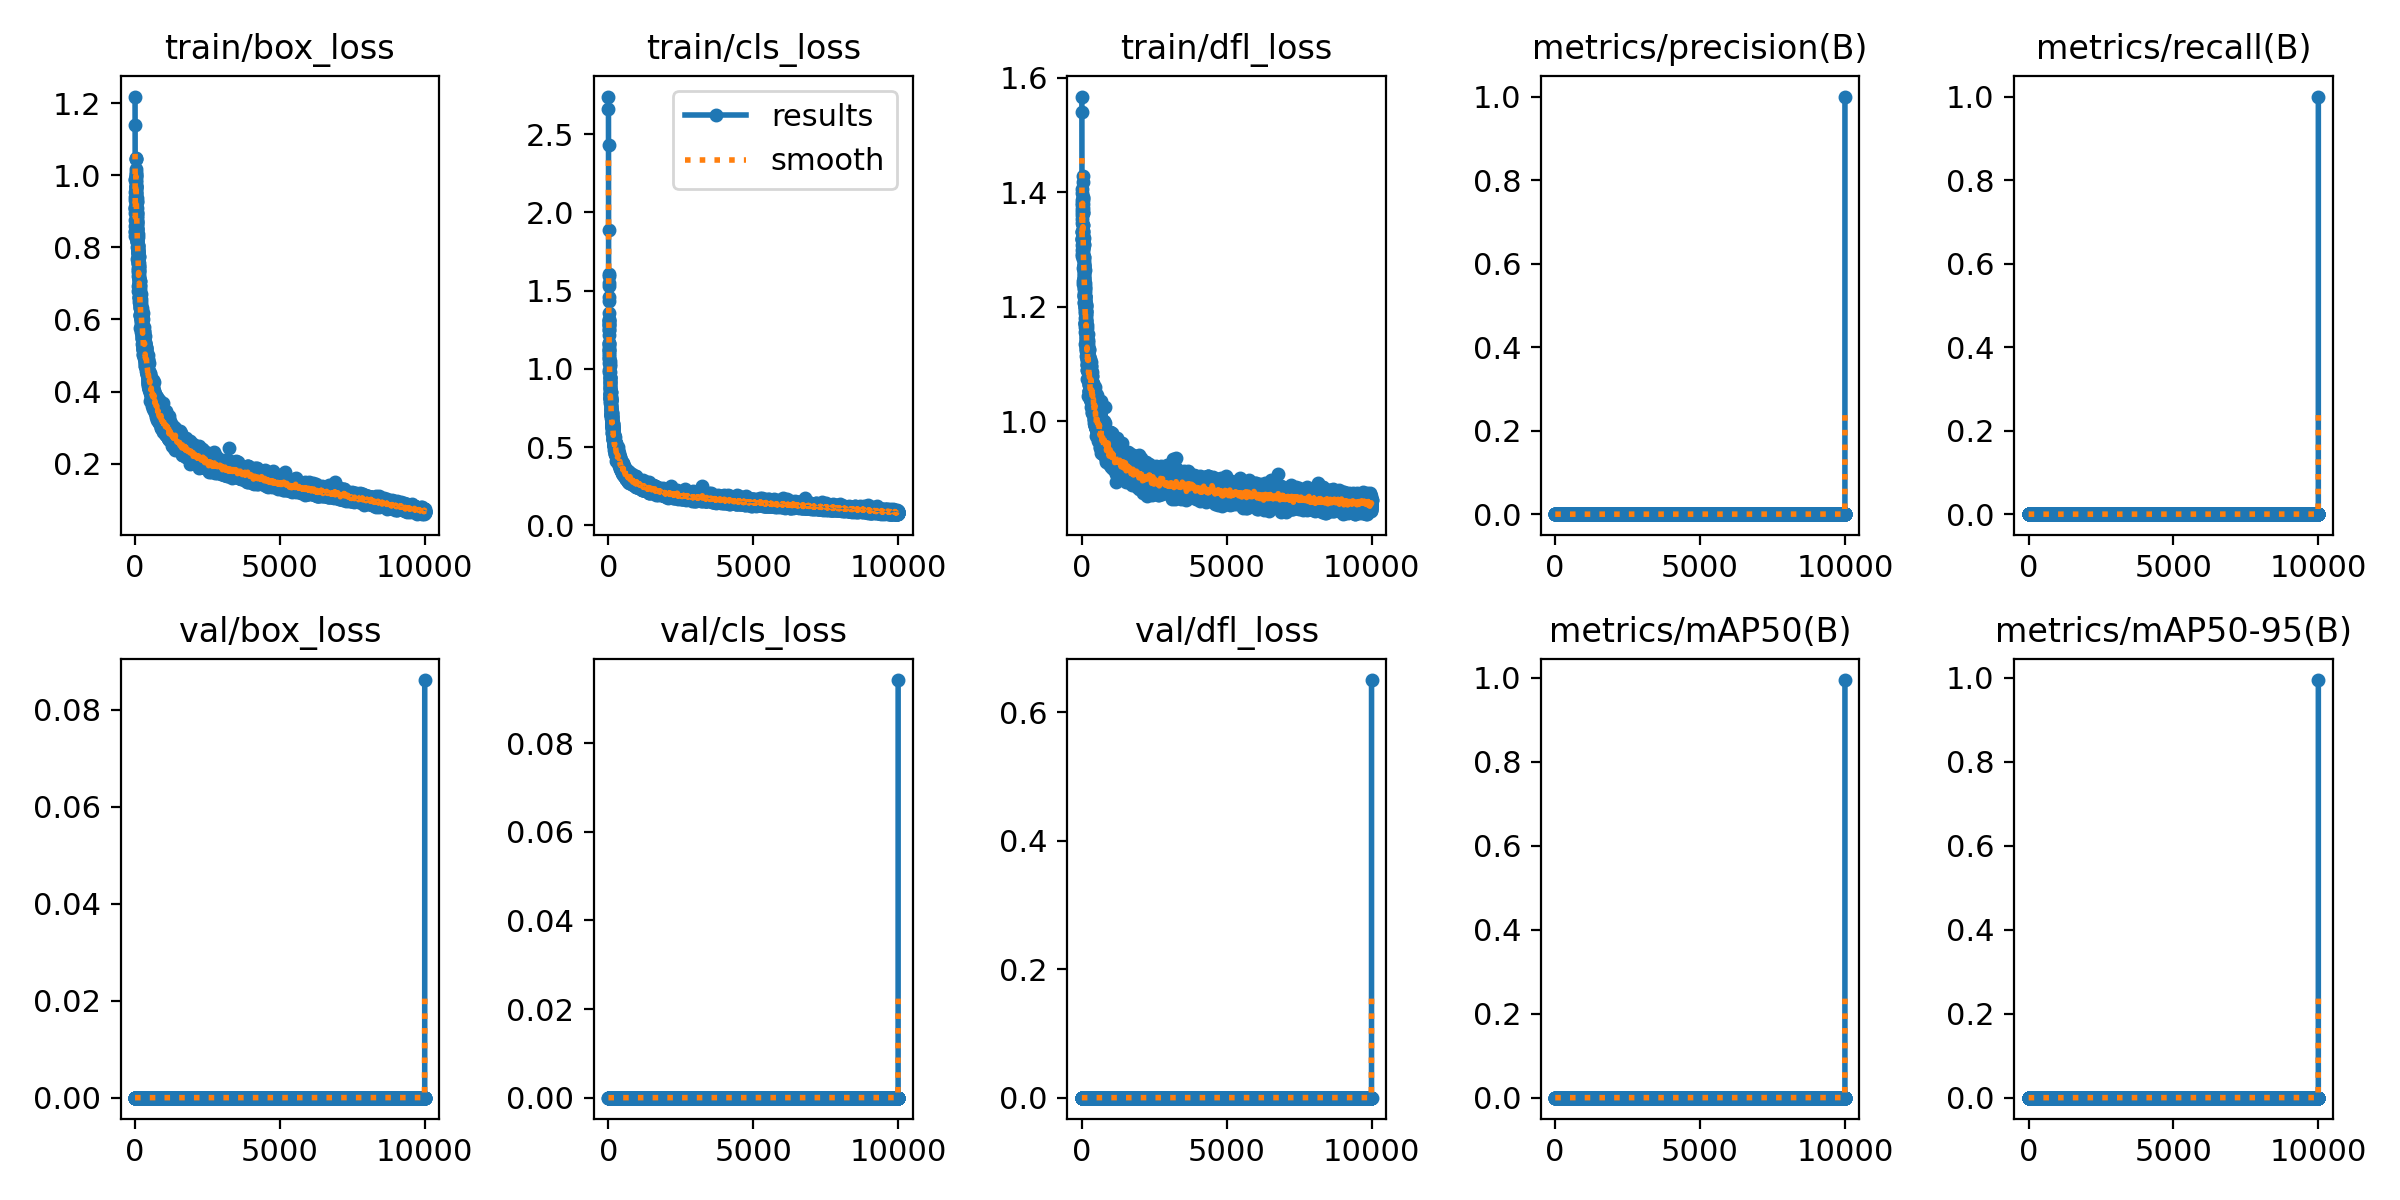 train/box_loss
1.2
1.0
0.8
0.6
0.4
0.2
0 5000 10000
train/cls_loss
results
smooth
2.5
2.0
1.5
1.0
0.5
0.0
0 5000 10000
train/dfl_loss
1.6
1.4
1.2
1.0
0 5000 10000
metrics/precision(B)
1.0
0.8
0.6
0.4
0.2
0.0
0 5000 10000
metrics/recall(B)
1.0
0.8
0.6
0.4
0.2
0.0
0 5000 10000
val/box_loss
0.08
0.06
0.04
0.02
0.00
0 5000 10000
val/cls_loss
0.08
0.06
0.04
0.02
0.00
0 5000 10000
val/dfl_loss
0.6
0.4
0.2
0.0
0 5000 10000
metrics/mAP50(B)
1.0
0.8
0.6
0.4
0.2
0.0
0 5000 10000
metrics/mAP50-95(B)
1.0
0.8
0.6
0.4
0.2
0.0
0 5000 10000